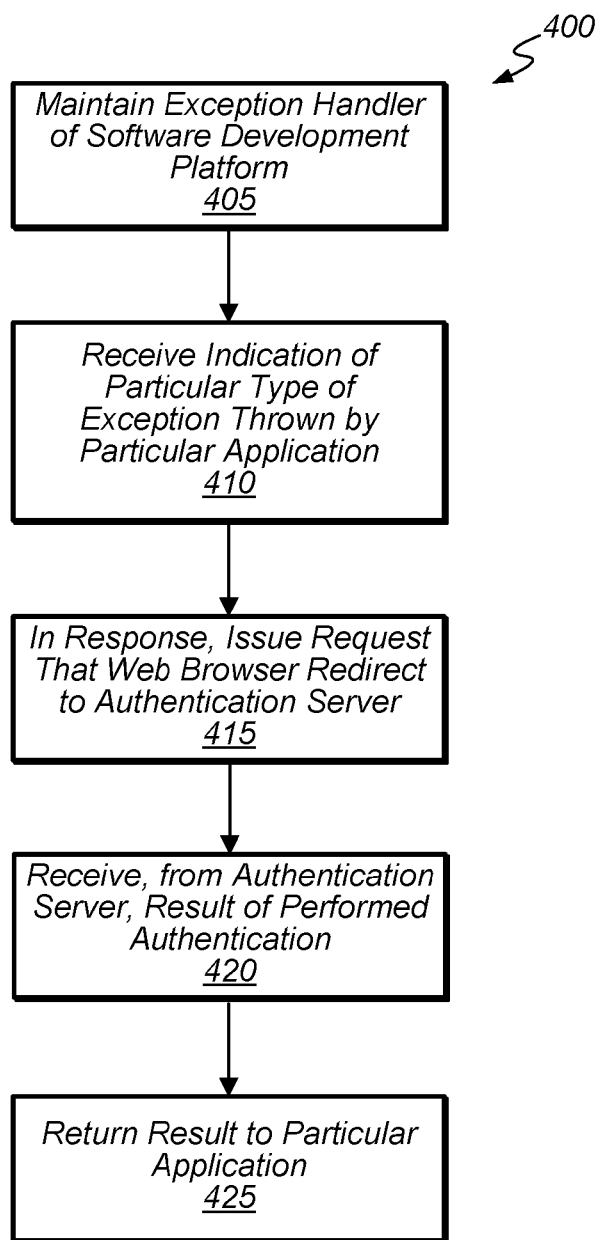 400
Maintain Exception Handler
of Software Development
Platform
405
Receive Indication of
Particular Type of
Exception Thrown by
Particular Application
410
In Response, Issue Request
That Web Browser Redirect
to Authentication Server
415
Receive, from Authentication
Server, Result of Performed
Authentication
420
Return Result to Particular
Application
425